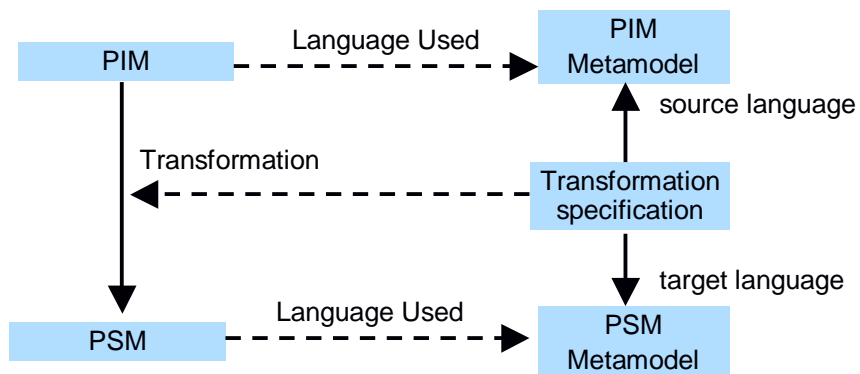 Language Used
PIM
PIM
Metamodel
source language
Transformation
Transformation
specification
target language
Language Used
PSM
PSM
Metamodel